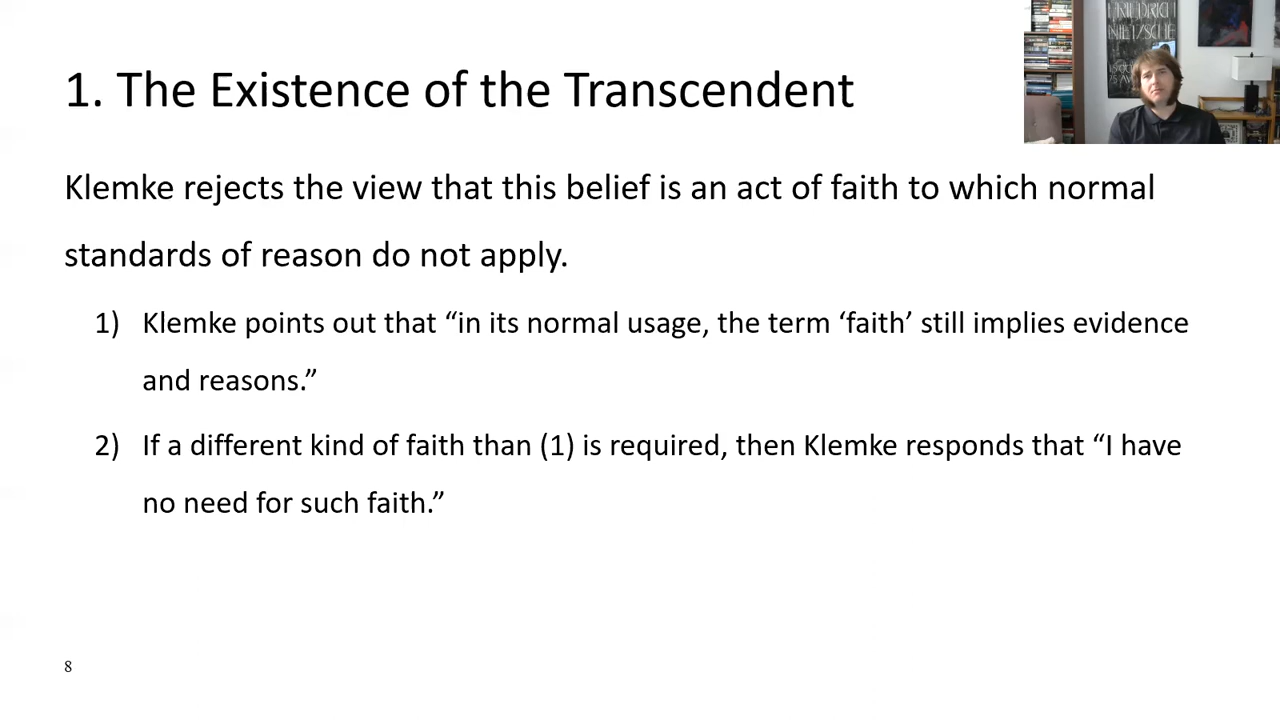 FRIEDRICH
NIETZSCHE
1. The Existence of the Transcendent
Klemke rejects the view that this belief is an act of faith to which normal
standards of reason do not apply.
1) Klemke points out that “in its normal usage, the term ‘faith’ still implies evidence
and reasons.”
2) If a different kind of faith than (1) is required, then Klemke responds that “I have
no need for such faith.”
8